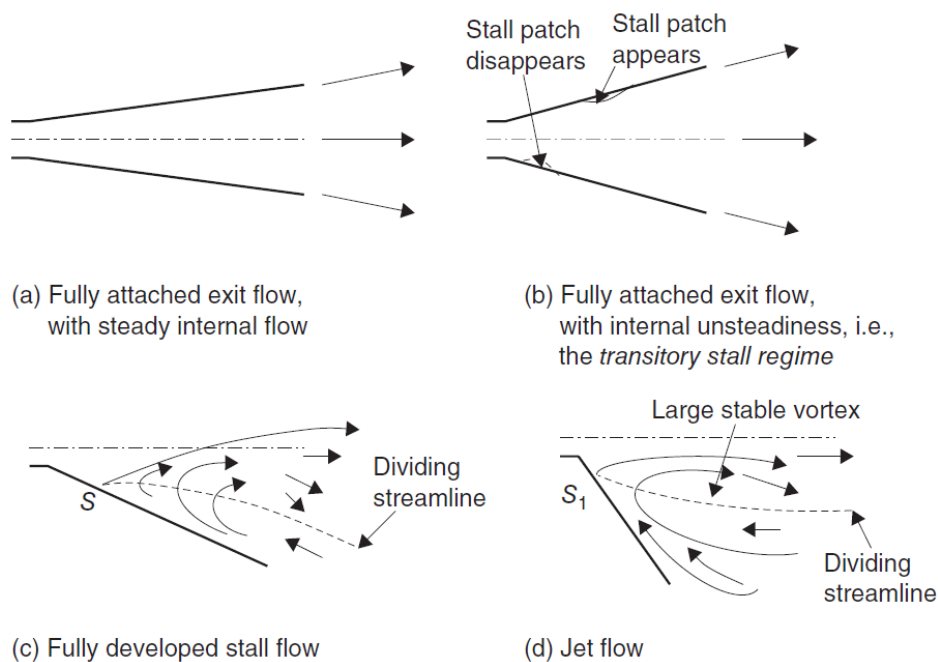 Stall patch
disappears
Stall patch
appears
(a) Fully attached exit flow,
with steady internal flow
(b) Fully attached exit flow,
with internal unsteadiness, i.e.,
the transitory stall regime
S
Dividing
streamline
(c) Fully developed stall flow
Large stable vortex
S₁
Dividing
streamline
(d) Jet flow